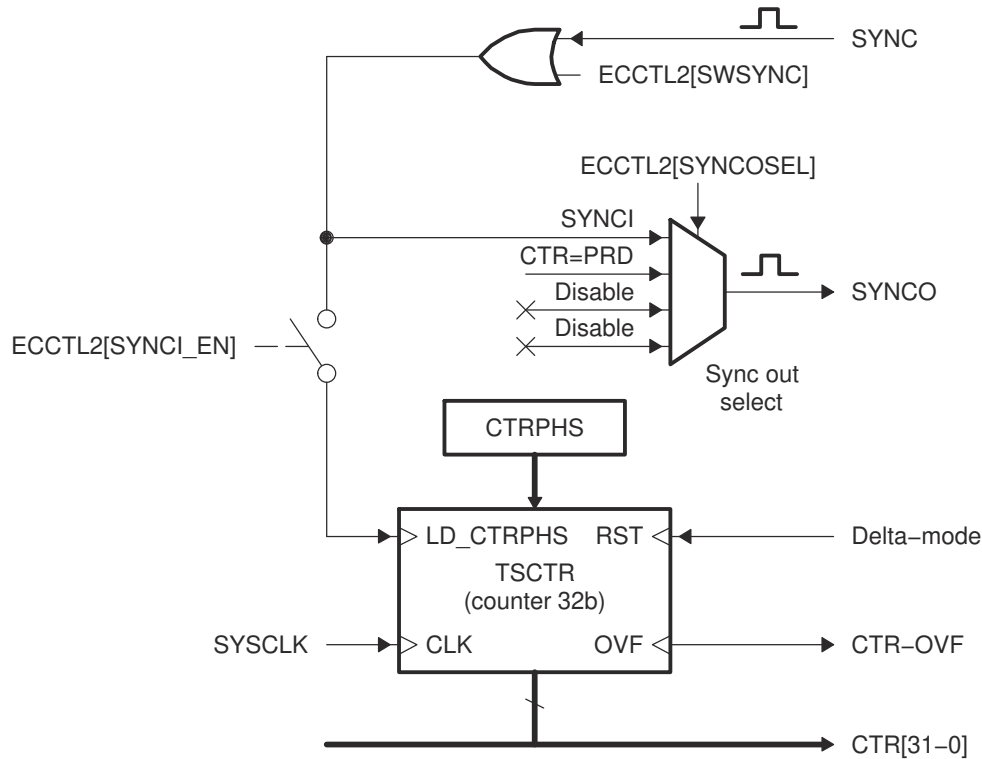 SYNC
ECCTL2[SWSYNC]
ECCTL2[SYNCOSEL]
SYNCI
CTR=PRD
Disable
SYNCO
Disable
ECCTL2[SYNCI_EN]
Sync out
select
CTRPHS
LD_CTRPHS RST
Delta−mode
TSCTR
(counter 32b)
SYSCLK
CLK OVF
CTR−OVF
CTR[31−0]